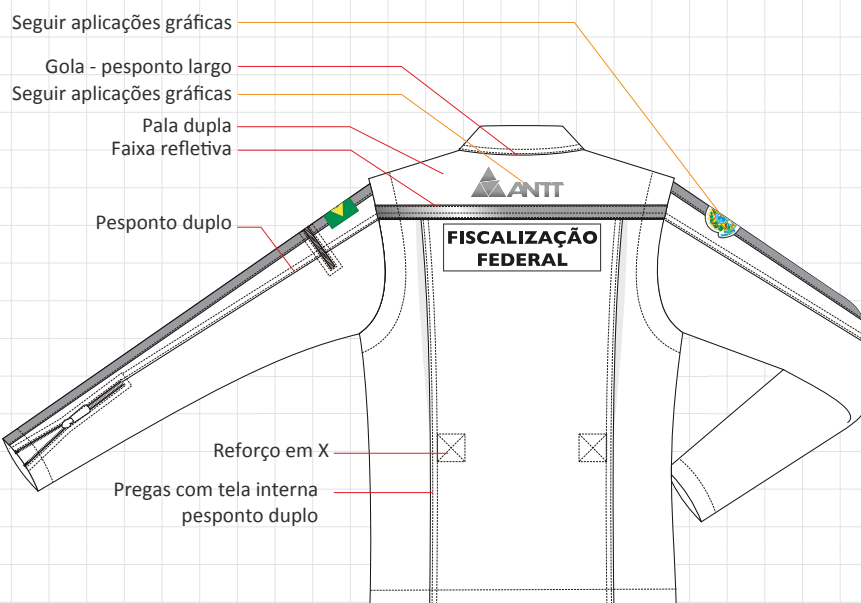 Seguir aplicações gráficas
Gola - pesponto largo
Seguir aplicações gráficas
Pala dupla
Faixa refletiva
Pesponto duplo
ANTT
FISCALIZAÇÃO
FEDERAL
Reforço em X
Pregas com tela interna
pesponto duplo